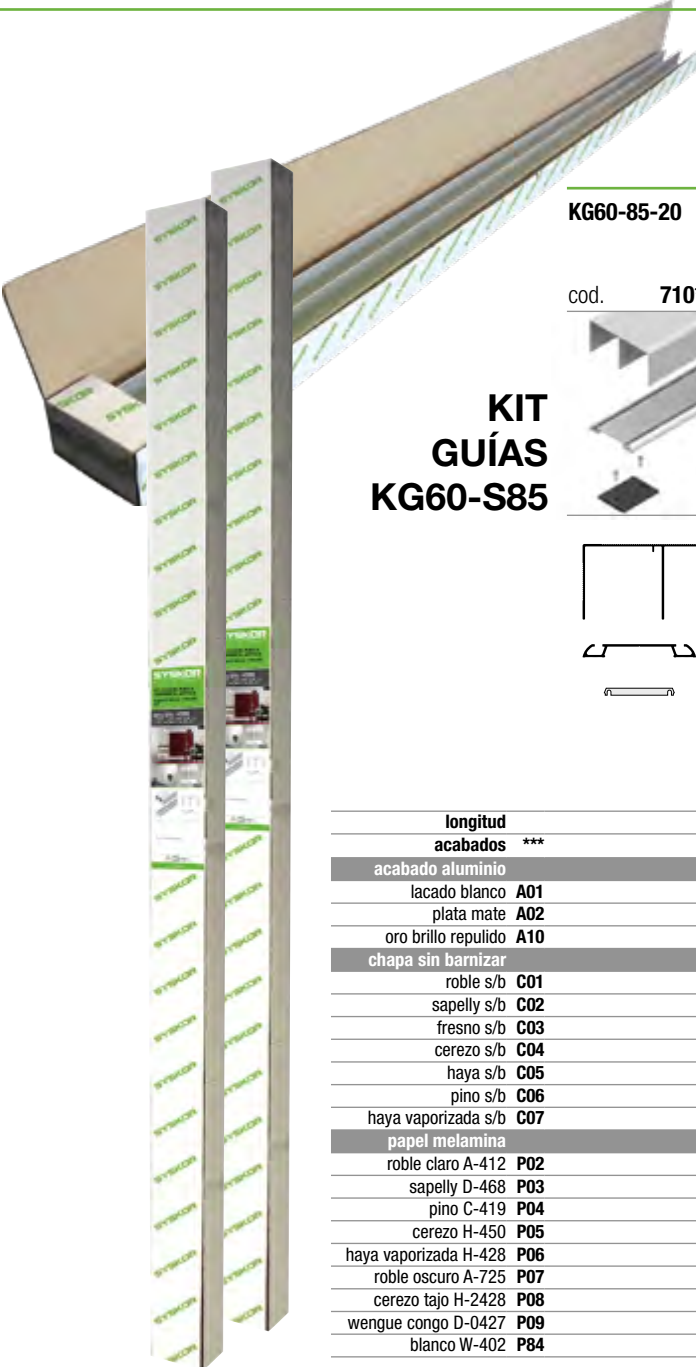 KG60-85-20
cod. 7101
KIT
GUÍAS
KG60-S85
SYSKOR
SYSKOR
longitud
acabados ***
acabado aluminio
lacado blanco A01
plata mate A02
oro brillo repulido A10
chapa sin barnizar
roble s/b C01
sapelly s/b C02
fresno s/b C03
cerezo s/b C04
haya s/b C05
pino s/b C06
haya vaporizada s/b C07
papel melamina
roble claro A-412 P02
sapelly D-468 P03
pino C-419 P04
cerezo H-450 P05
haya vaporizada H-428 P06
roble oscuro A-725 P07
cerezo tajo H-2428 P08
wengue congo D-0427 P09
blanco W-402 P84